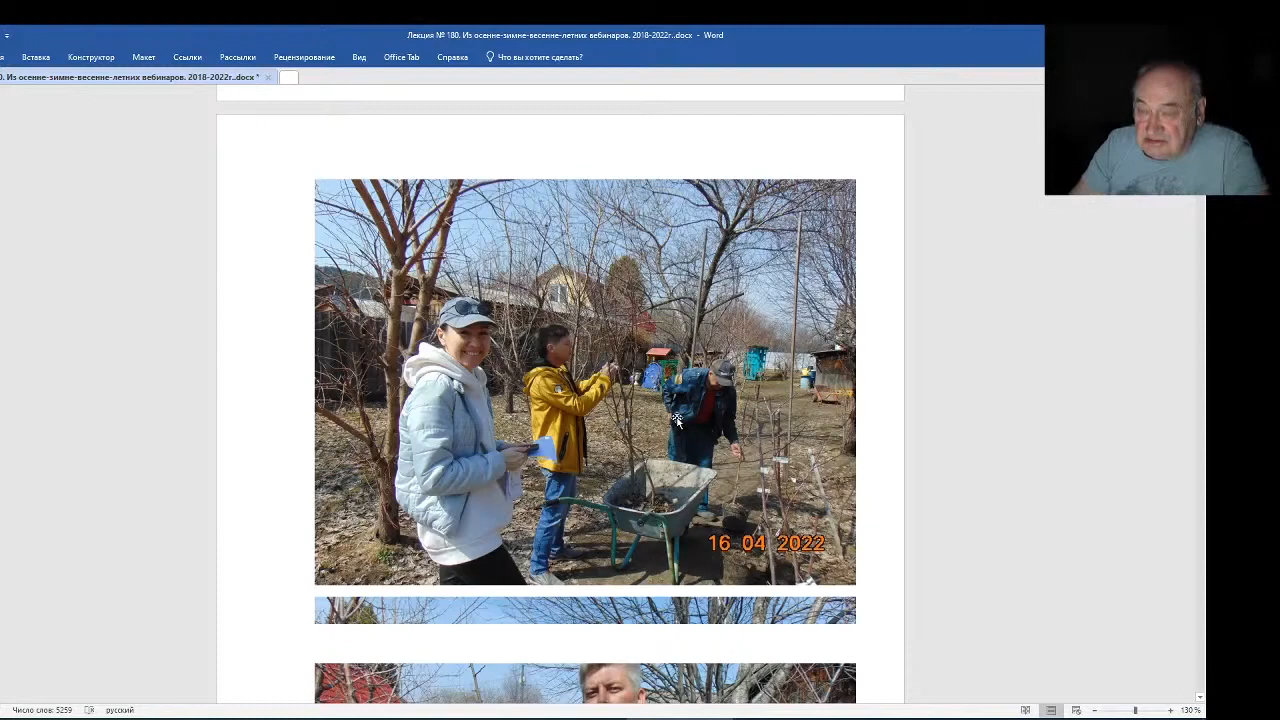 Лекция № 180. Из осенне-зимне-весенне-летних вебинаров. 2018-2022г..docx - Word
я Вставка Конструктор Макет Ссылки Рассылки Рецензирование Вид Office Tab Справка Что вы хотите сделать?
0. Из осенне-зимне-весенне-летних вебинаров. 2018-2022г..docx *
16 04 2022
Число слов: 5259 русский 130 %